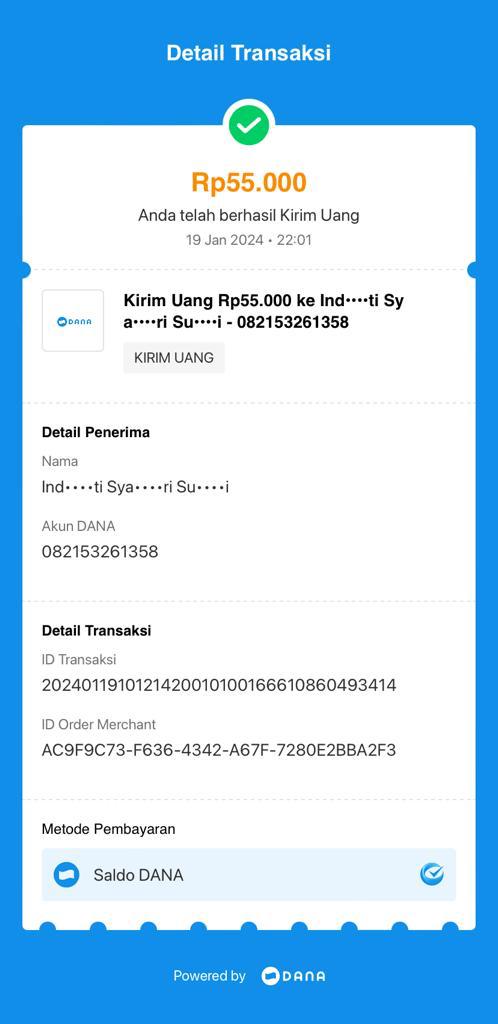 Detail Transaksi
Rp55.000
Anda telah berhasil Kirim Uang
19 Jan 2024 • 22:01
DANA
Kirim Uang Rp55.000 ke Ind••••ti Sy
a••••ri Su••••i - 082153261358
KIRIM UANG
Detail Penerima
Nama
Ind••••ti Sya••••ri Su••••i
Akun DANA
082153261358
Detail Transaksi
ID Transaksi
2024011910121420010100166610860493414
ID Order Merchant
AC9F9C73-F636-4342-A67F-7280E2BBA2F3
Metode Pembayaran
Saldo DANA
Powered by DANA